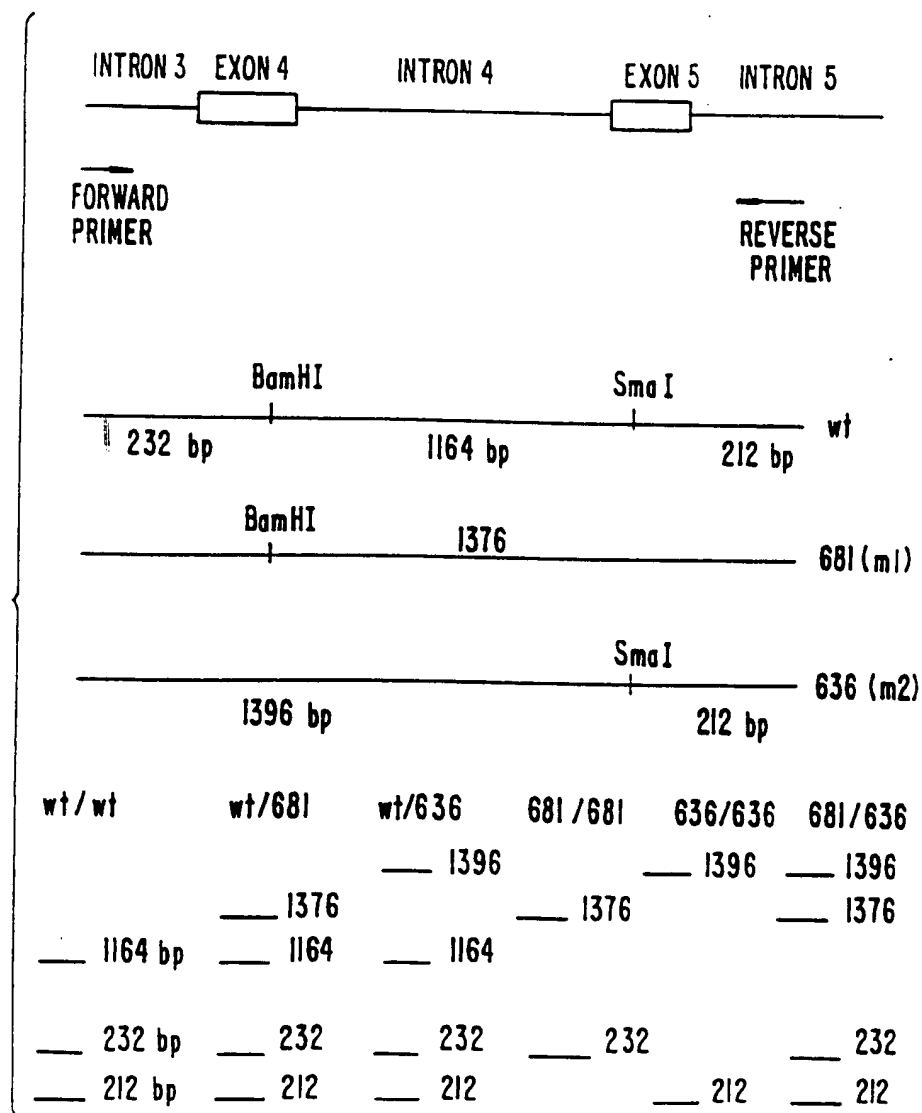 INTRON 3 EXON 4 INTRON 4 EXON 5 INTRON 5
FORWARD
PRIMER
REVERSE
PRIMER
BamHI SmaI
wt
232 bp 1164 bp 212 bp
BamHI
1376
681 (m1)
SmaI
636 (m2)
1396 bp 212 bp
wt/wt wt/681 wt/636 681/681 636/636 681/636
1396 1396 1396
1376 1376 1376
1164 bp 1164 1164
232 bp 232 232 232 232
212 bp 212 212 212 212